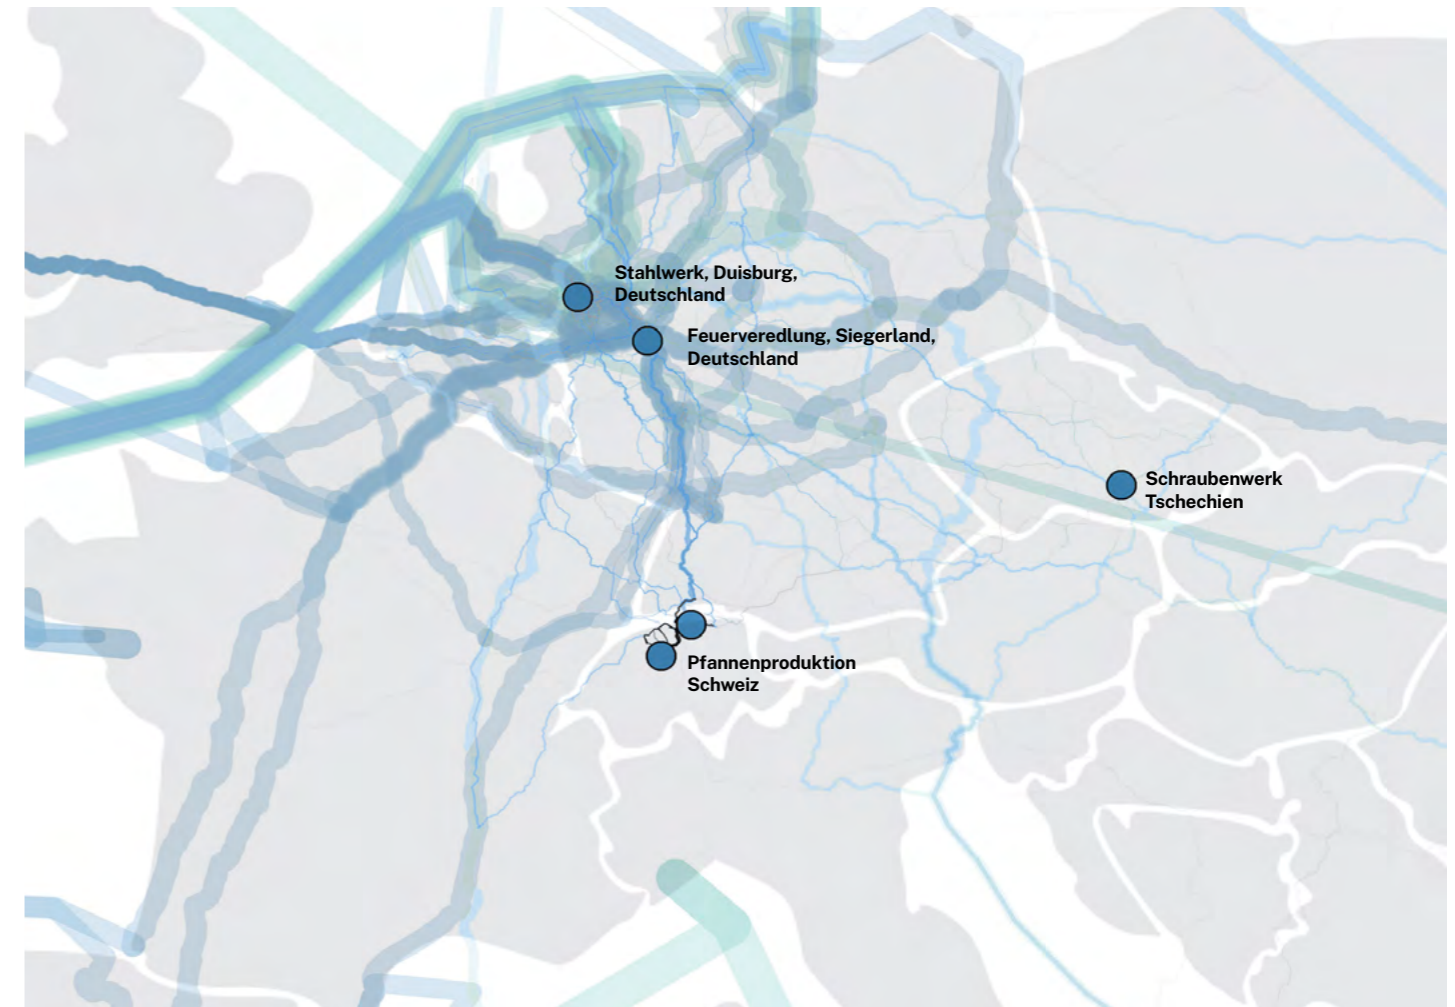 Stahlwerk, Duisburg,
Deutschland
Feuerveredlung, Siegerland,
Deutschland
Schraubenwerk
Tschechien
Pfannenproduktion
Schweiz